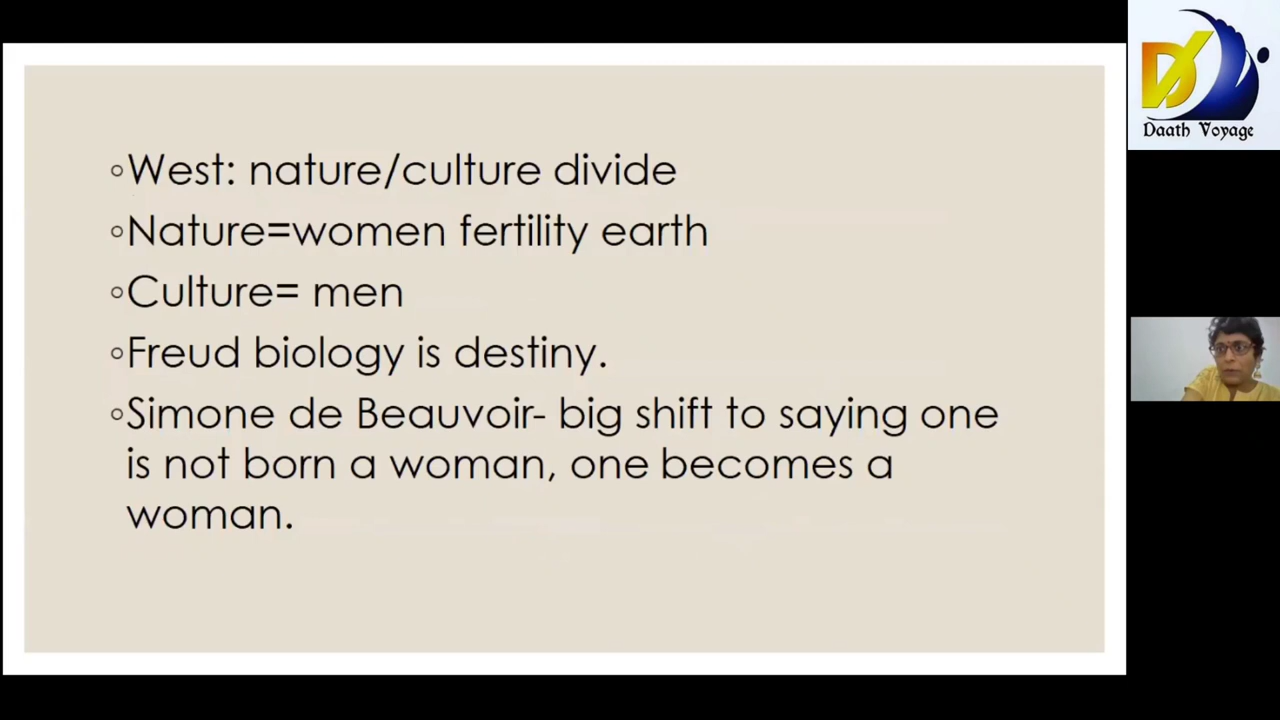 ◦West: nature/culture divide
◦Nature=women fertility earth
◦Culture= men
◦Freud biology is destiny.
◦Simone de Beauvoir- big shift to saying one
is not born a woman, one becomes a
woman.
Daath Voyage